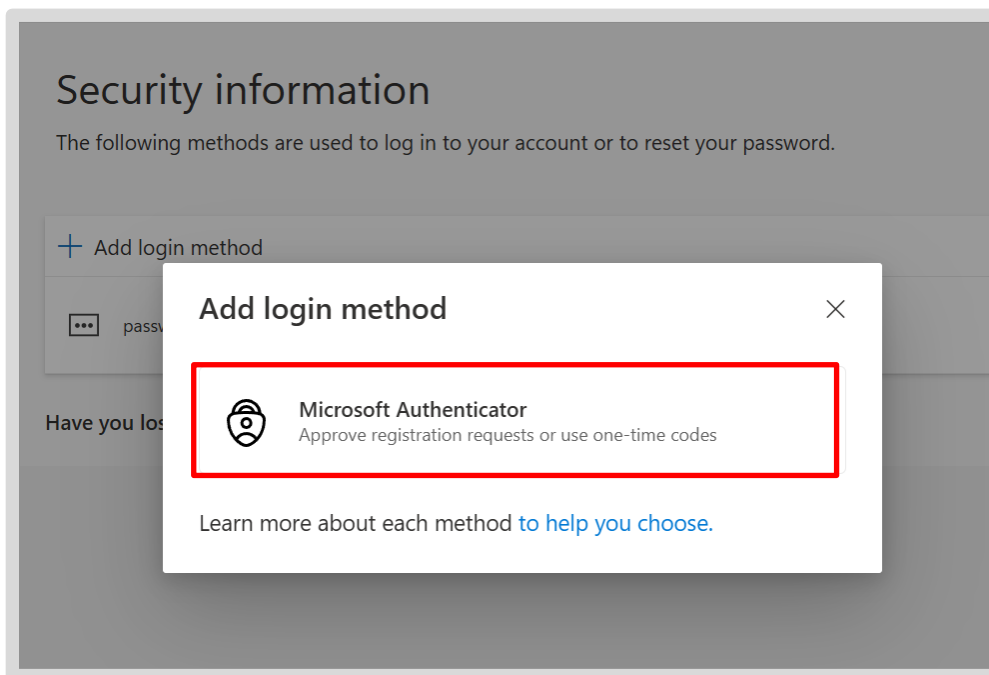 Security information
The following methods are used to log in to your account or to reset your password.
Add login method
Add login method
Microsoft Authenticator
Approve registration requests or use one-time codes
Have you
Learn more about each method to help you choose.